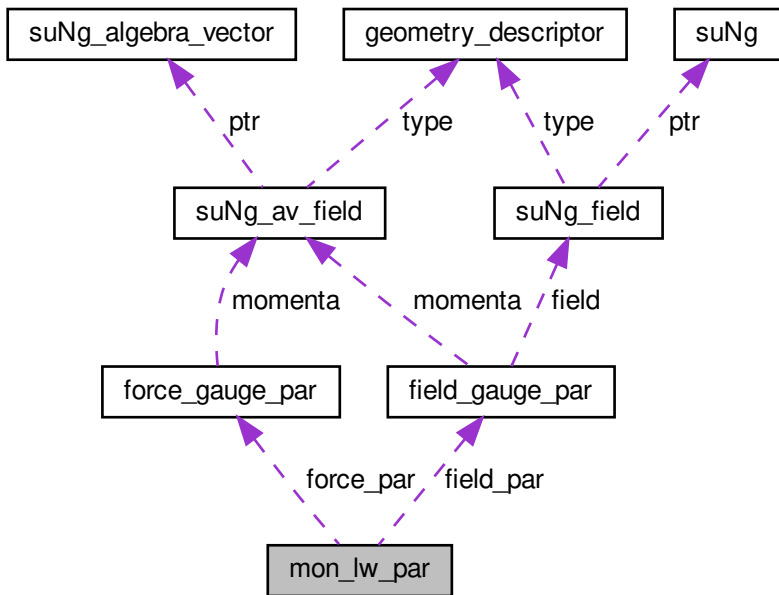 suNg_algebra_vector
geometry_descriptor
suNg
ptr
type
type
ptr
suNg_av_field
suNg_field
momenta
momenta
field
force_gauge_par
field_gauge_par
force_par
field_par
mon_lw_par